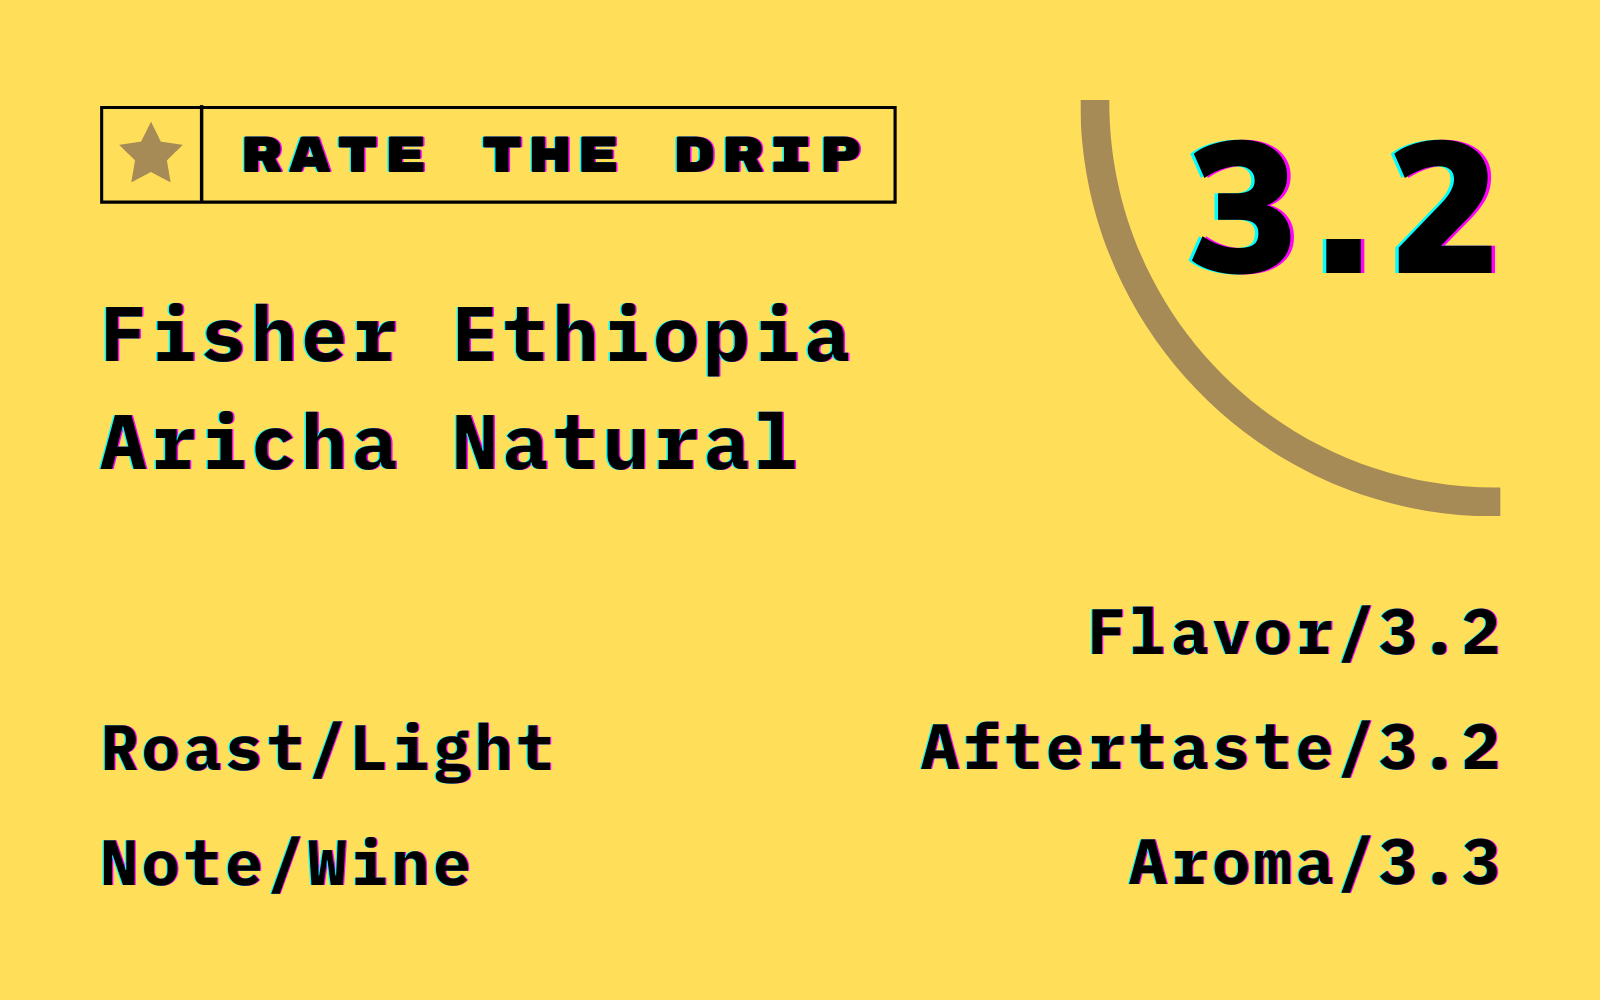 RATE THE DRIP
3.2
Fisher Ethiopia
Aricha Natural
Flavor/3.2
Roast/Light
Aftertaste/3.2
Note/Wine
Aroma/3.3